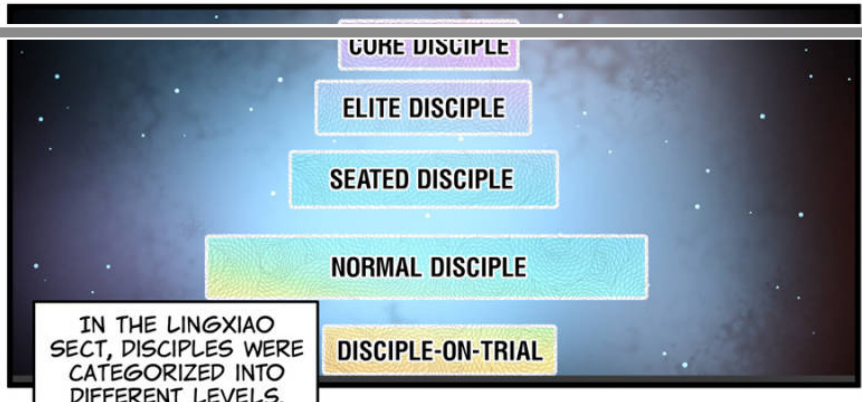 CORE DISCIPLE
ELITE DISCIPLE
SEATED DISCIPLE
NORMAL DISCIPLE
DISCIPLE-ON-TRIAL
IN THE LINGXIAO
SECT, DISCIPLES WERE
CATEGORIZED INTO
DIFFERENT LEVELS.